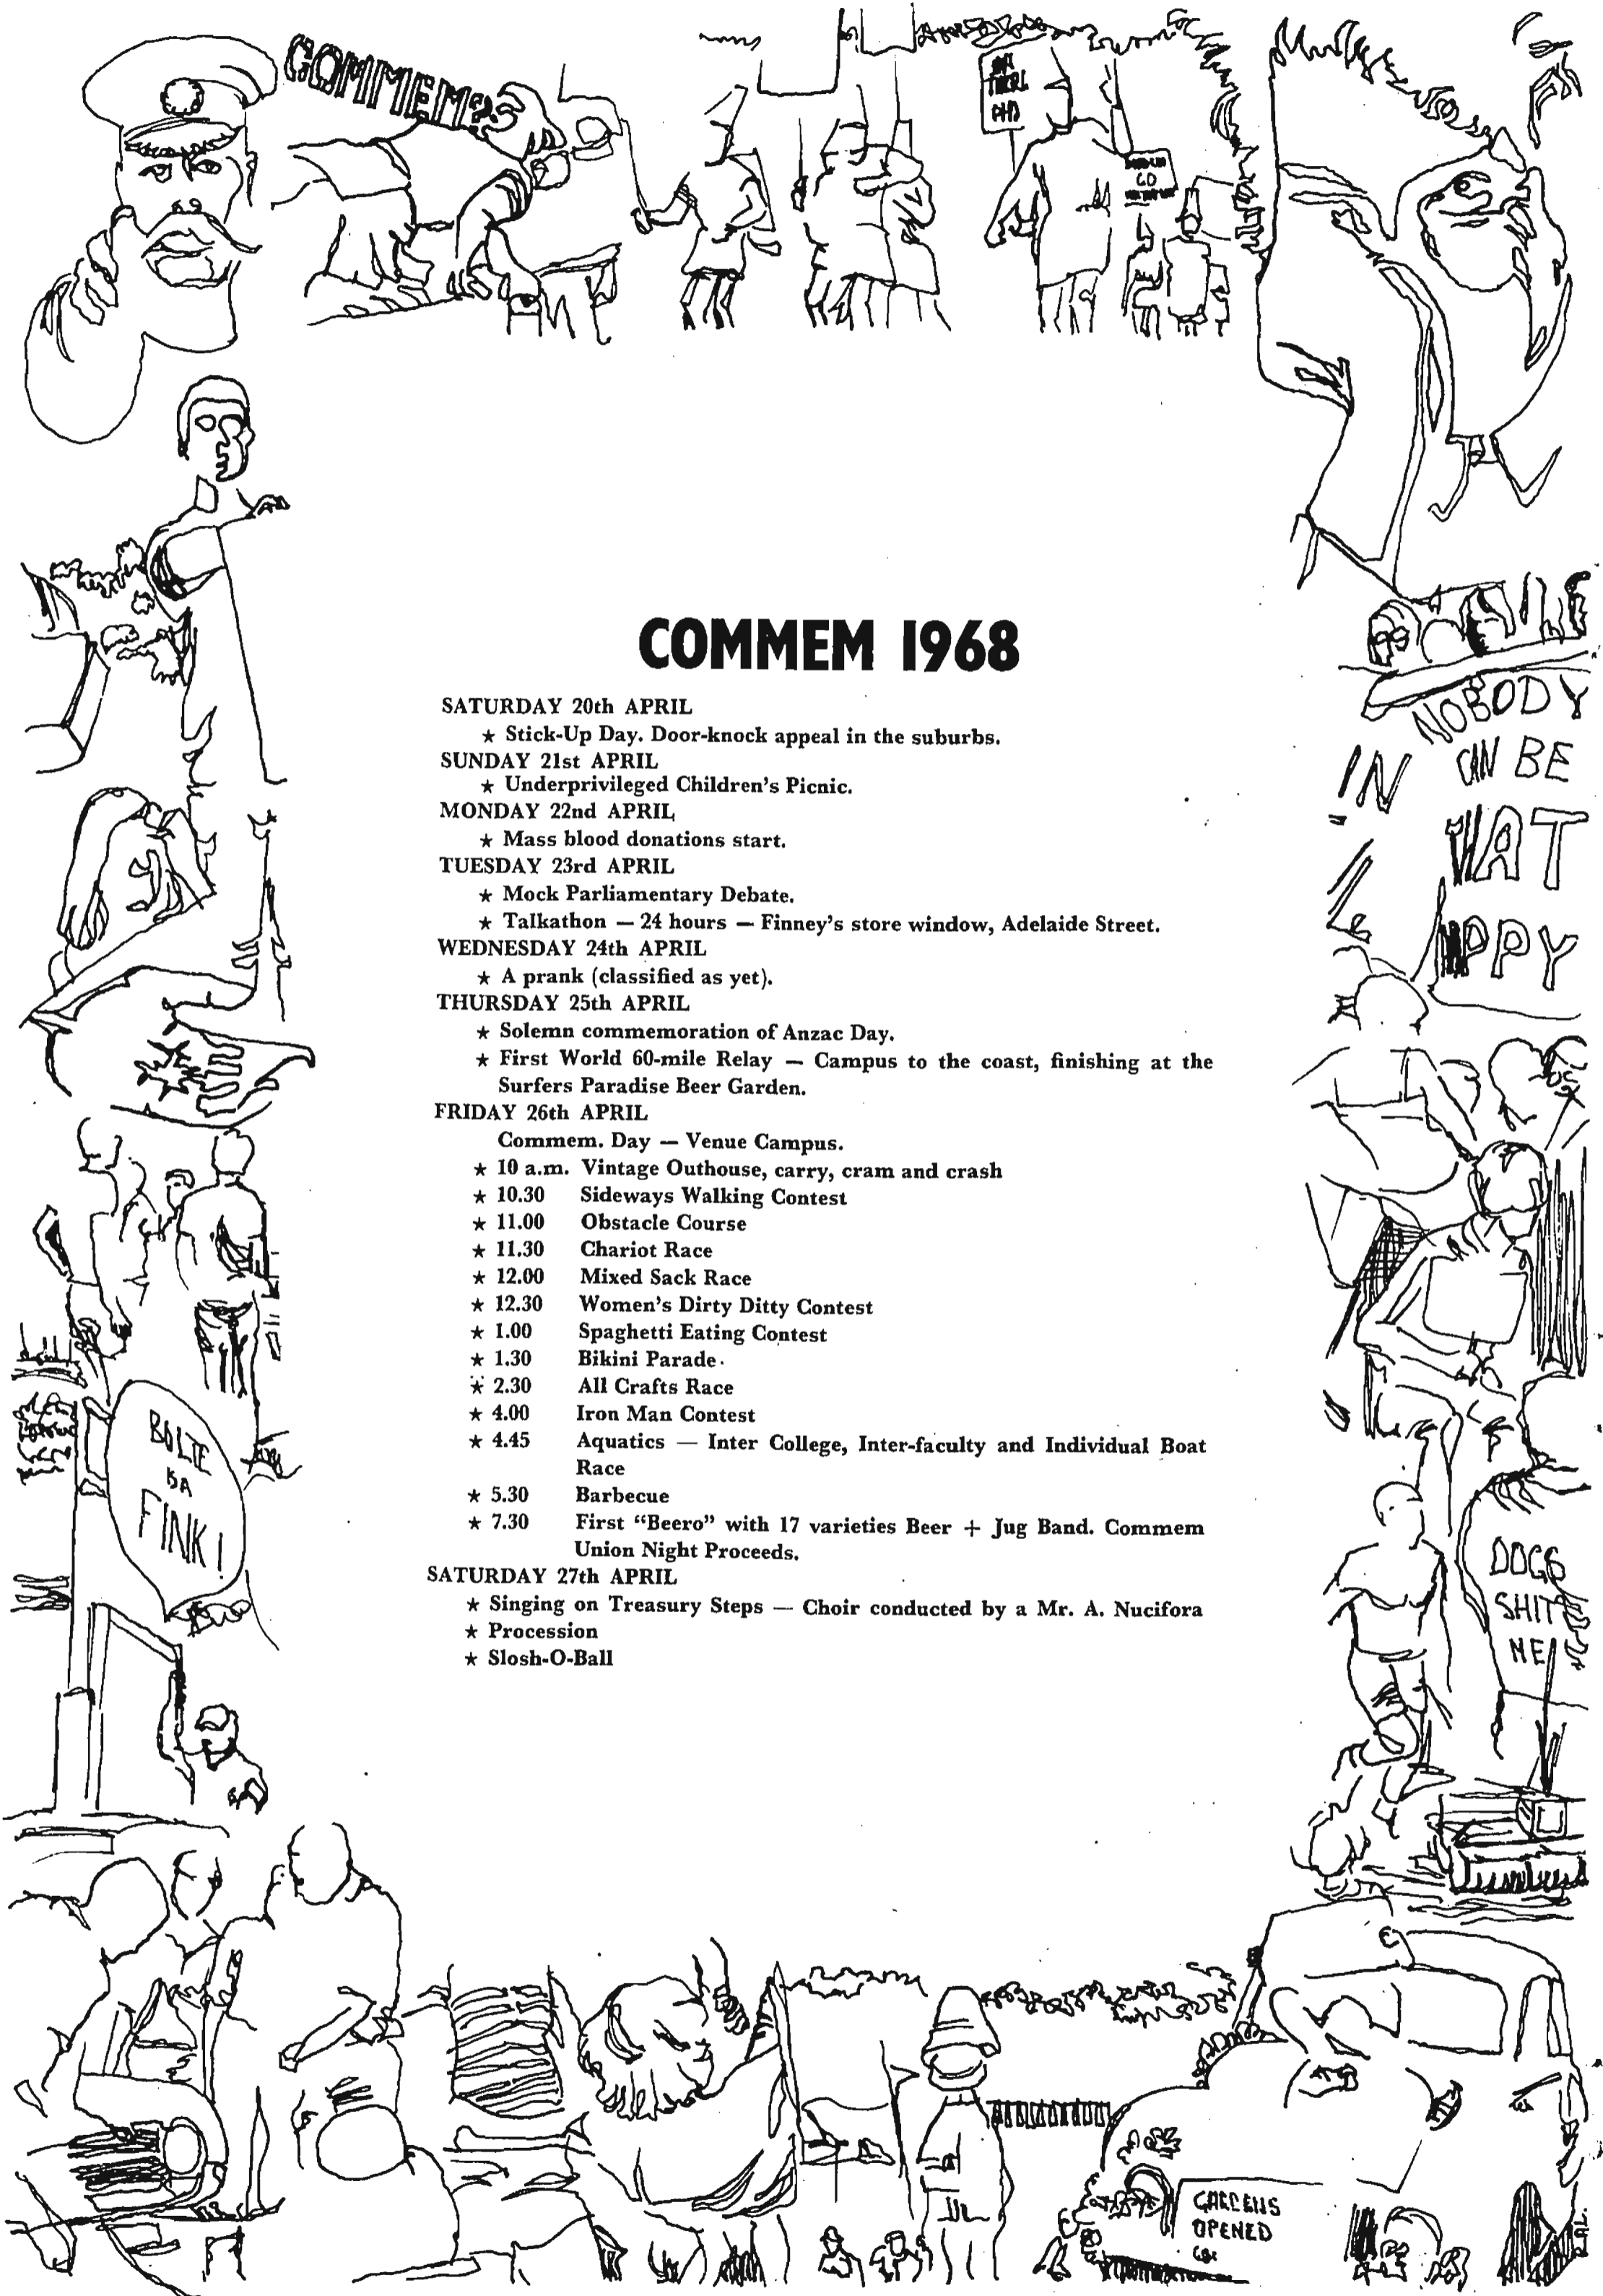 COMMEM?
PHD
GO
COMMEM 1968
SATURDAY 20th APRIL
★ Stick-Up Day. Door-knock appeal in the suburbs.
SUNDAY 21st APRIL
★ Underprivileged Children's Picnic.
MONDAY 22nd APRIL
★ Mass blood donations start.
TUESDAY 23rd APRIL
★ Mock Parliamentary Debate.
★ Talkathon — 24 hours — Finney's store window, Adelaide Street.
WEDNESDAY 24th APRIL
★ A prank (classified as yet).
THURSDAY 25th APRIL
★ Solemn commemoration of Anzac Day.
★ First World 60-mile Relay — Campus to the coast, finishing at the
Surfers Paradise Beer Garden.
FRIDAY 26th APRIL
Commem. Day — Venue Campus.
★ 10 a.m. Vintage Outhouse, carry, cram and crash
★ 10.30 Sideways Walking Contest
★ 11.00 Obstacle Course
★ 11.30 Chariot Race
★ 12.00 Mixed Sack Race
★ 12.30 Women's Dirty Ditty Contest
★ 1.00 Spaghetti Eating Contest
★ 1.30 Bikini Parade.
★ 2.30 All Crafts Race
★ 4.00 Iron Man Contest
★ 4.45 Aquatics — Inter College, Inter-faculty and Individual Boat
Race
★ 5.30 Barbecue
★ 7.30 First "Beero" with 17 varieties Beer + Jug Band. Commem
Union Night Proceeds.
SATURDAY 27th APRIL
★ Singing on Treasury Steps — Choir conducted by a Mr. A. Nucifora
★ Procession
★ Slosh-O-Ball
NOBODY
CAN BE
IN
WAT
PPY
BOLTE
IS A
FINK!
DOGS
SHIT
ME
GARDENS
OPENED